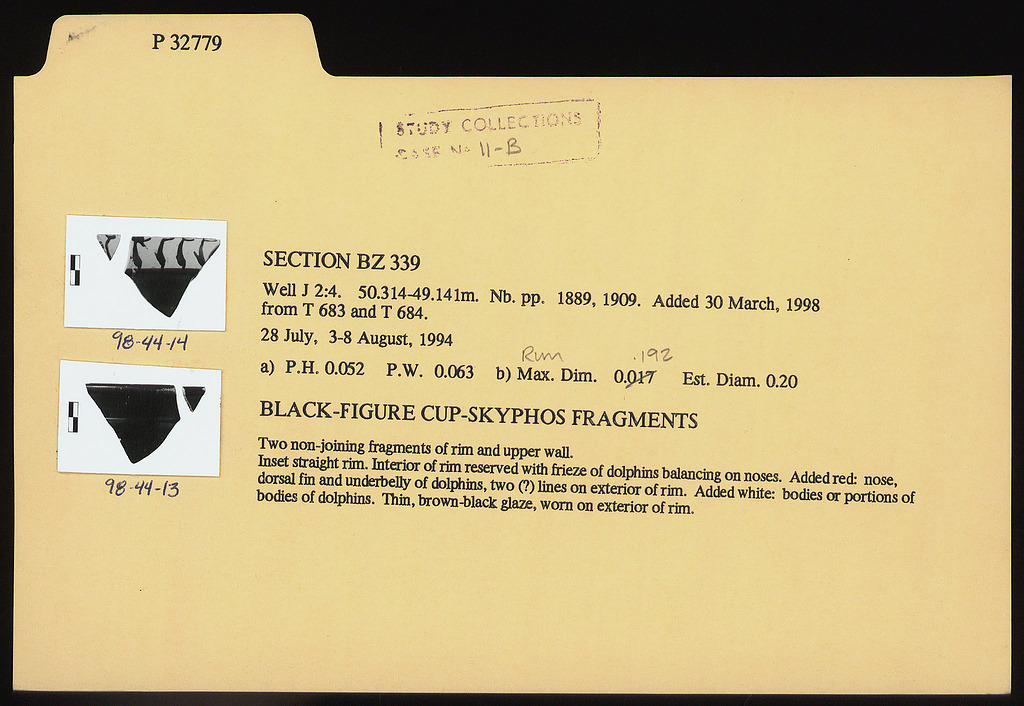 P 32779
STUDY COLLECTIONS
CASE No 11-B
SECTION BZ 339
Well J 2:4. 50.314-49.141m. Nb. pp. 1889, 1909. Added 30 March, 1998
from T 683 and T 684.
28 July, 3-8 August, 1994
Rim .192
a) P.H. 0.052 P.W. 0.063 b) Max. Dim. 0.017 Est. Diam. 0.20
BLACK-FIGURE CUP-SKYPHOS FRAGMENTS
Two non-joining fragments of rim and upper wall.
Inset straight rim. Interior of rim reserved with frieze of dolphins balancing on noses. Added red: nose,
dorsal fin and underbelly of dolphins, two (?) lines on exterior of rim. Added white: bodies or portions of
bodies of dolphins. Thin, brown-black glaze, worn on exterior of rim.
98-44-14
98-44-13